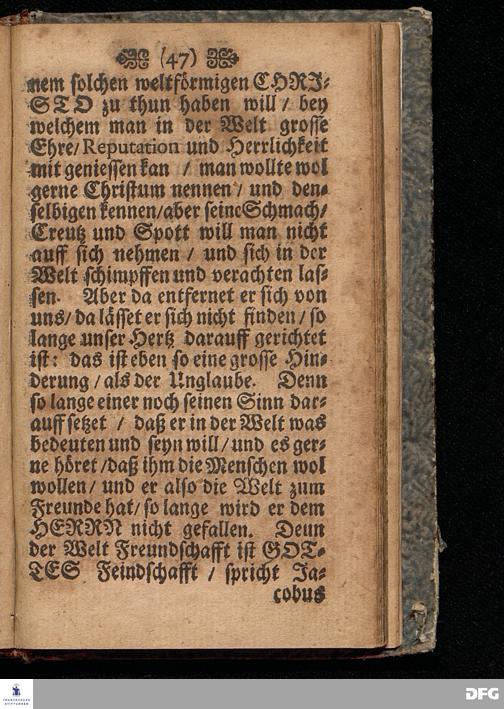 (47)
nem solchen weltförmigen CHRI-
STO zu thun haben will / bey
welchem man in der Welt grosse
Ehre/ Reputation und Herrlichkeit
mit geniessen kan / man wollte wol
gerne Christum nennen / und den-
selbigen kennen/aber seine Schmach/
Creutz und Spott will man nicht
auff sich nehmen / und sich in der
Welt schimpffen und verachten las-
sen. Aber da entfernet er sich von
uns/ da lässet er sich nicht finden / so
lange unser Hertz darauff gerichtet
ist: das ist eben so eine grosse Hin-
derung / als der Unglaube. Denn
so lange einer noch seinen Sinn dar-
auff setzet / daß er in der Welt was
bedeuten und seyn will / und es ger-
ne höret /daß ihm die Menschen wol
wollen / und er also die Welt zum
Freunde hat/ so lange wird er dem
HERRN nicht gefallen. Denn
der Welt Freundschafft ist GOT-
TES Feindschafft / spricht Ja-
cobus
FRANCKESCHE
STIFTUNGEN
DFG